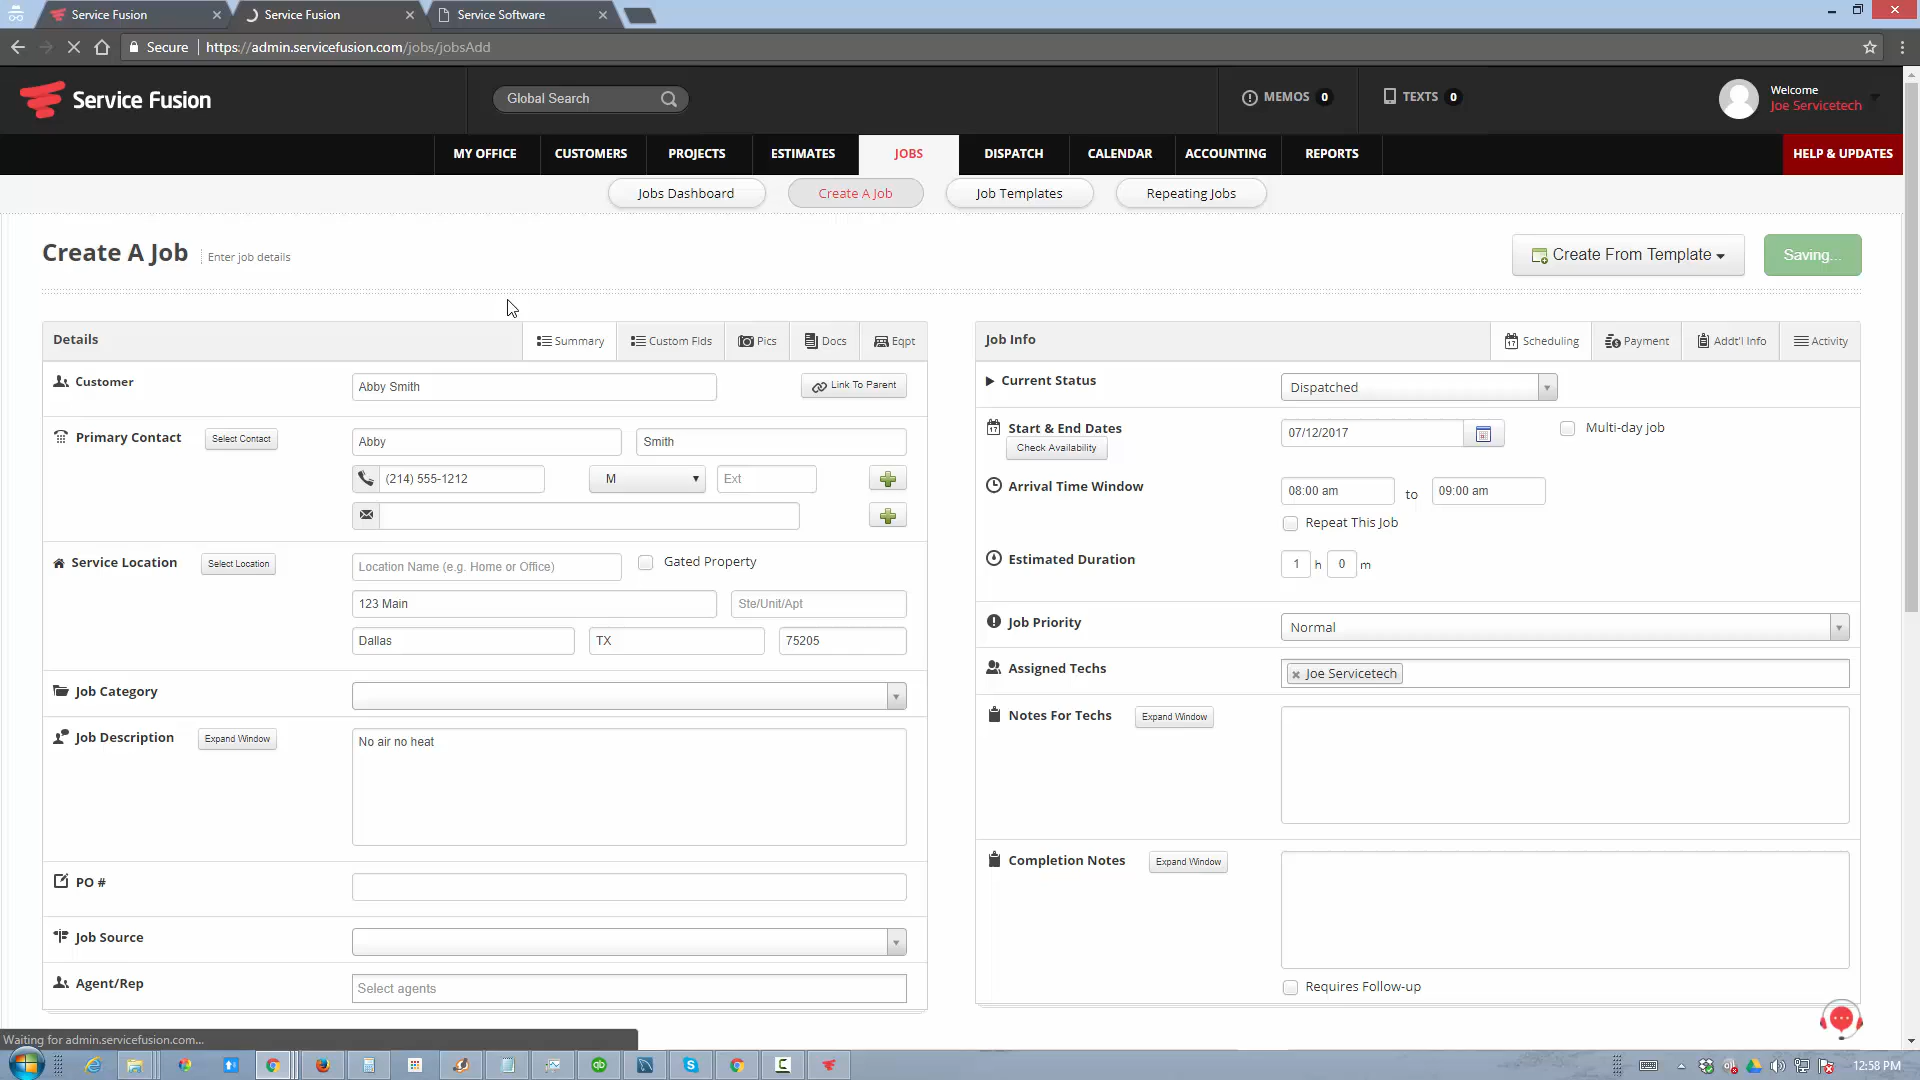 Service Fusion
Service Fusion
Service Software
Secure
https://admin.servicefusion.com/jobs/jobsAdd
Service Fusion
Global Search
MEMOS 0
TEXTS 0
Welcome
Joe Servicetech
MY OFFICE
CUSTOMERS
PROJECTS
ESTIMATES
JOBS
DISPATCH
CALENDAR
ACCOUNTING
REPORTS
HELP & UPDATES
Jobs Dashboard
Create A Job
Job Templates
Repeating Jobs
Create A Job
Enter job details
Create From Template
Saving...
Details
Summary
Custom Flds
Pics
Docs
Eqpt
Customer
Abby Smith
Link To Parent
Primary Contact
Select Contact
Abby
Smith
(214) 555-1212
M
Ext
Service Location
Select Location
Location Name (e.g. Home or Office)
Gated Property
123 Main
Ste/Unit/Apt
Dallas
TX
75205
Job Category
Job Description
Expand Window
No air no heat
PO #
Job Source
Agent/Rep
Select agents
Job Info
Scheduling
Payment
Addt'l Info
Activity
Current Status
Dispatched
Start & End Dates
Check Availability
07/12/2017
Multi-day job
Arrival Time Window
08:00 am
to
09:00 am
Repeat This Job
Estimated Duration
1 h 0 m
Job Priority
Normal
Assigned Techs
Joe Servicetech
Notes For Techs
Expand Window
Completion Notes
Expand Window
Requires Follow-up
Waiting for admin.servicefusion.com...
12:58 PM